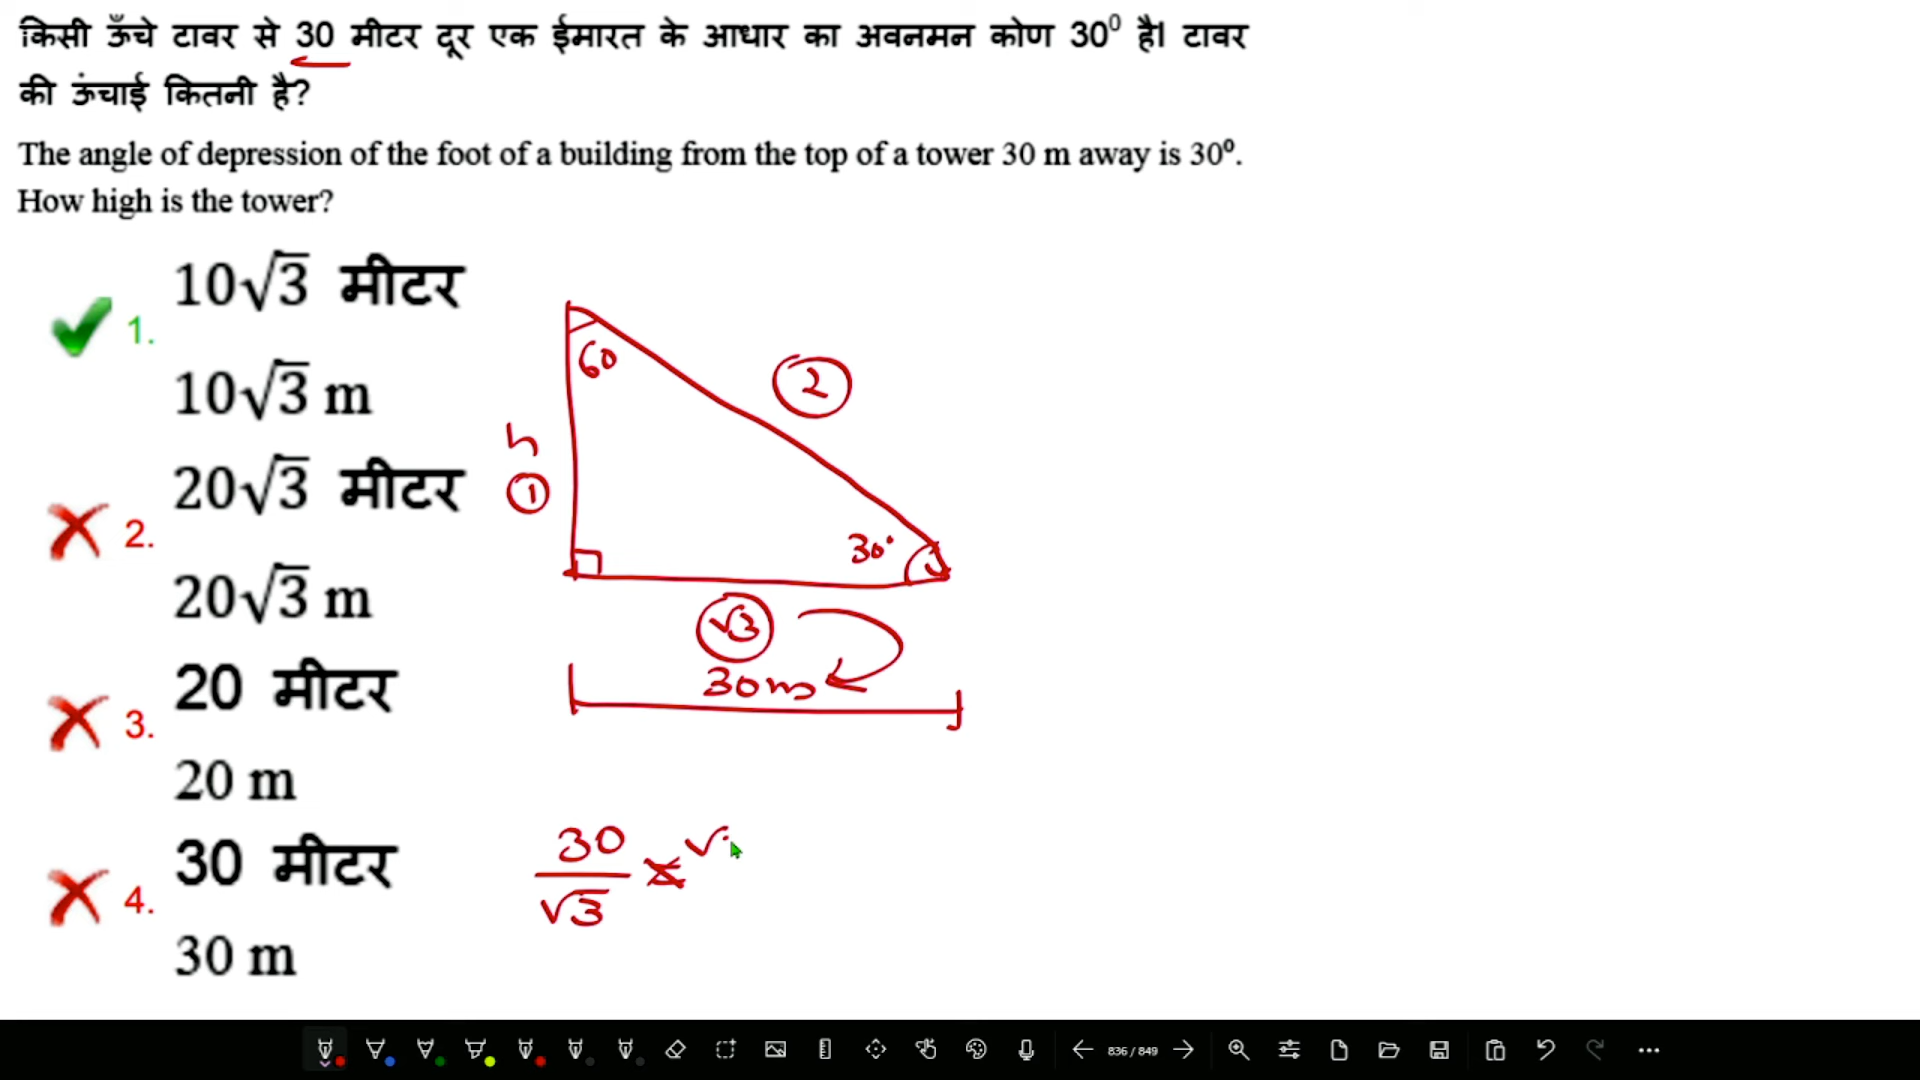 किसी ऊँचे टावर से 30 मीटर दूर एक ईमारत के आधार का अवनमन कोण 30⁰ है। टावर
की ऊंचाई कितनी है?
The angle of depression of the foot of a building from the top of a tower 30 m away is 30⁰.
How high is the tower?
1. 10√3 मीटर
10√3 m
2. 20√3 मीटर
20√3 m
3. 20 मीटर
20 m
4. 30 मीटर
30 m
60
2
h
1
30°
√3
30m
30/√3 × √
836 / 849